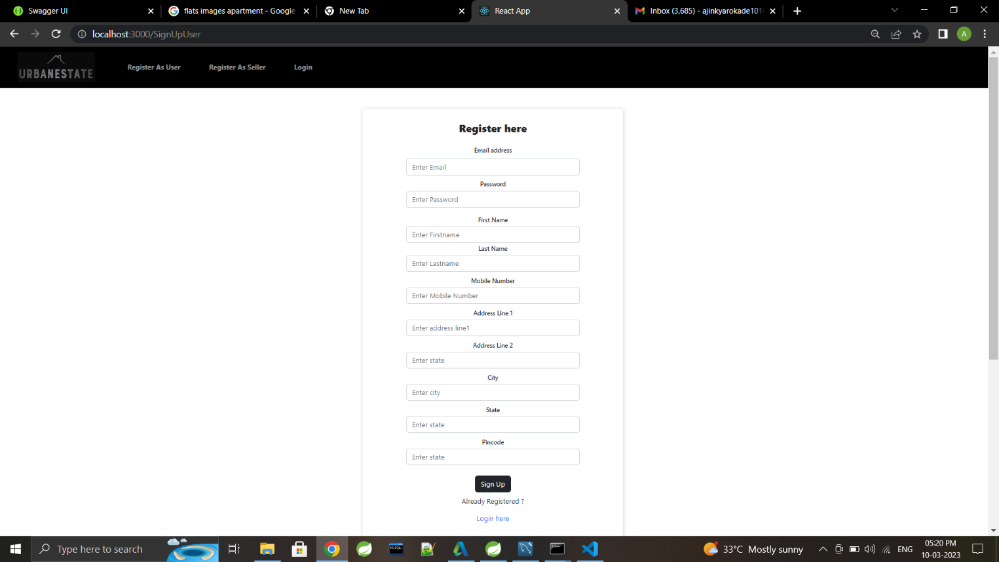 Swagger UI
flats images apartment - Google
New Tab
React App
Inbox (3,685) - ajinkyarokade101
localhost:3000/SignUpUser
A
URBANESTATE
Register As User
Register As Seller
Login
Register here
Email address
Enter Email
Password
Enter Password
First Name
Enter Firstname
Last Name
Enter Lastname
Mobile Number
Enter Mobile Number
Address Line 1
Enter address line1
Address Line 2
Enter state
City
Enter city
State
Enter state
Pincode
Enter state
Sign Up
Already Registered ?
Login here
Type here to search
MySQL
33°C Mostly sunny
ENG
05:20 PM
10-03-2023